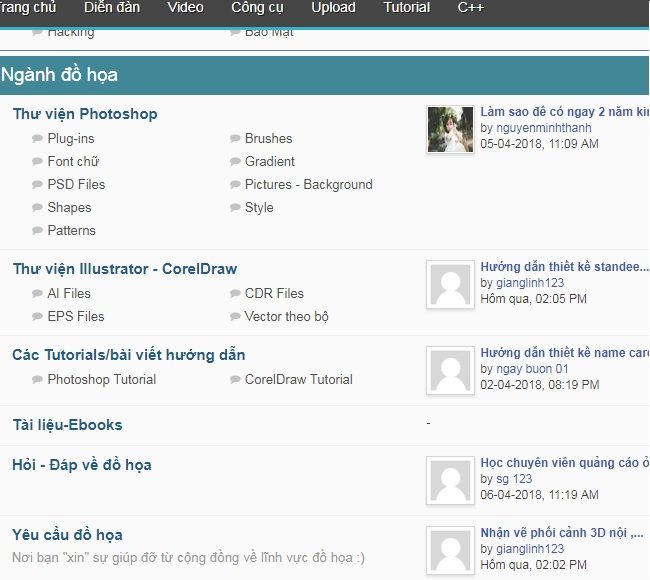 Trang chủ Diễn đàn Video Công cụ Upload Tutorial C++
Hacking Bảo Mật
Ngành đồ họa
Thư viện Photoshop
Plug-ins Brushes
Font chữ Gradient
PSD Files Pictures - Background
Shapes Style
Patterns
Làm sao để có ngay 2 năm kin
by nguyenminhthanh
05-04-2018, 11:09 AM
Thư viện Illustrator - CorelDraw
AI Files CDR Files
EPS Files Vector theo bộ
Hướng dẫn thiết kế standee...
by gianglinh123
Hôm qua, 02:05 PM
Các Tutorials/bài viết hướng dẫn
Photoshop Tutorial CorelDraw Tutorial
Hướng dẫn thiết kế name card
by ngay buon 01
02-04-2018, 08:19 PM
Tài liệu-Ebooks
-
Hỏi - Đáp về đồ họa
Học chuyên viên quảng cáo ở
by sg 123
06-04-2018, 11:19 AM
Yêu cầu đồ họa
Nơi bạn "xin" sự giúp đỡ từ cộng đồng về lĩnh vực đồ họa :)
Nhận vẽ phối cảnh 3D nội ,...
by gianglinh123
Hôm qua, 02:02 PM